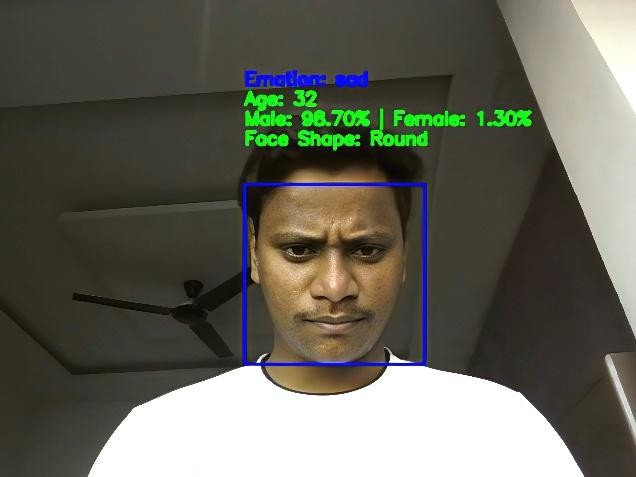 Emotion: sad
Age: 32
Male: 98.70% | Female: 1.30%
Face Shape: Round